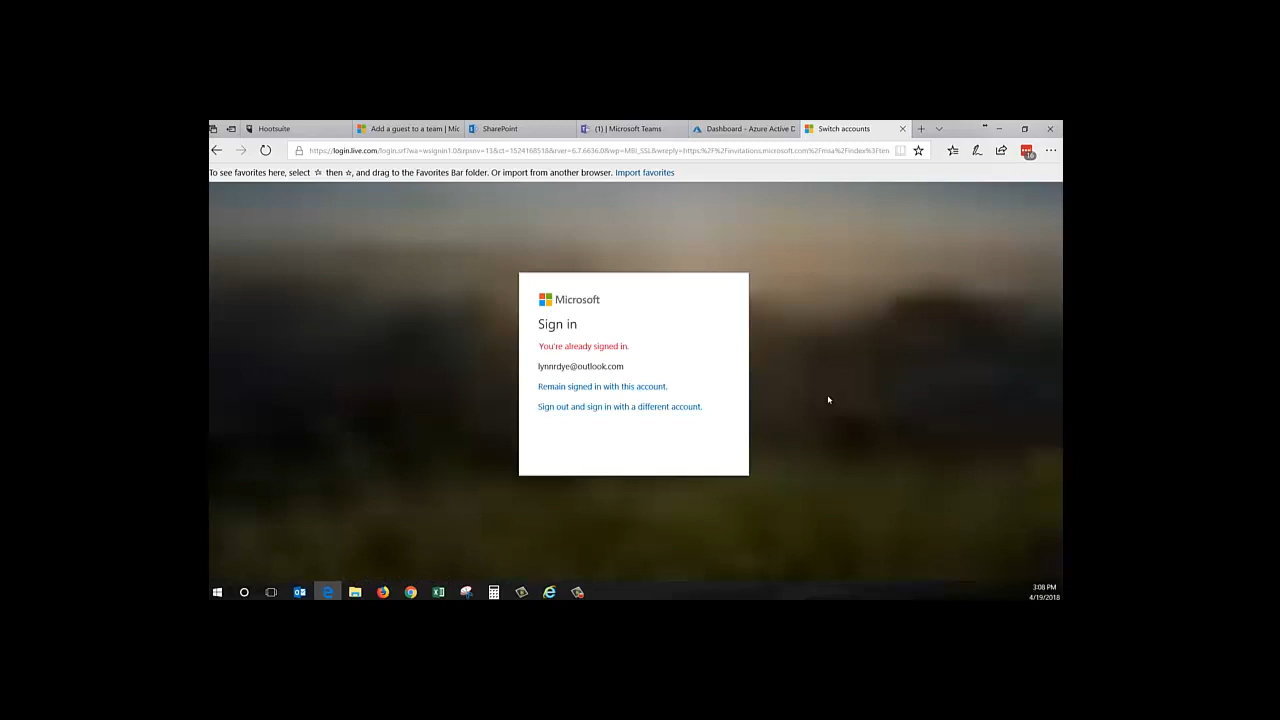 Hootsuite
Add a guest to a team | Mic
SharePoint
(1) | Microsoft Teams
Dashboard - Azure Active D
Switch accounts
To see favorites here, select ☆ then ☆, and drag to the Favorites Bar folder. Or import from another browser. Import favorites
16
Microsoft
Sign in
You're already signed in.
lynnrdye@outlook.com
Remain signed in with this account.
Sign out and sign in with a different account.
3:08 PM
4/19/2018